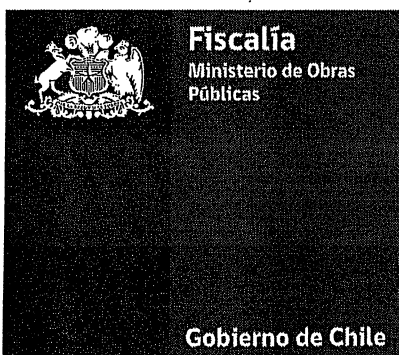 Fiscalía
Ministerio de Obras
Públicas
Gobierno de Chile